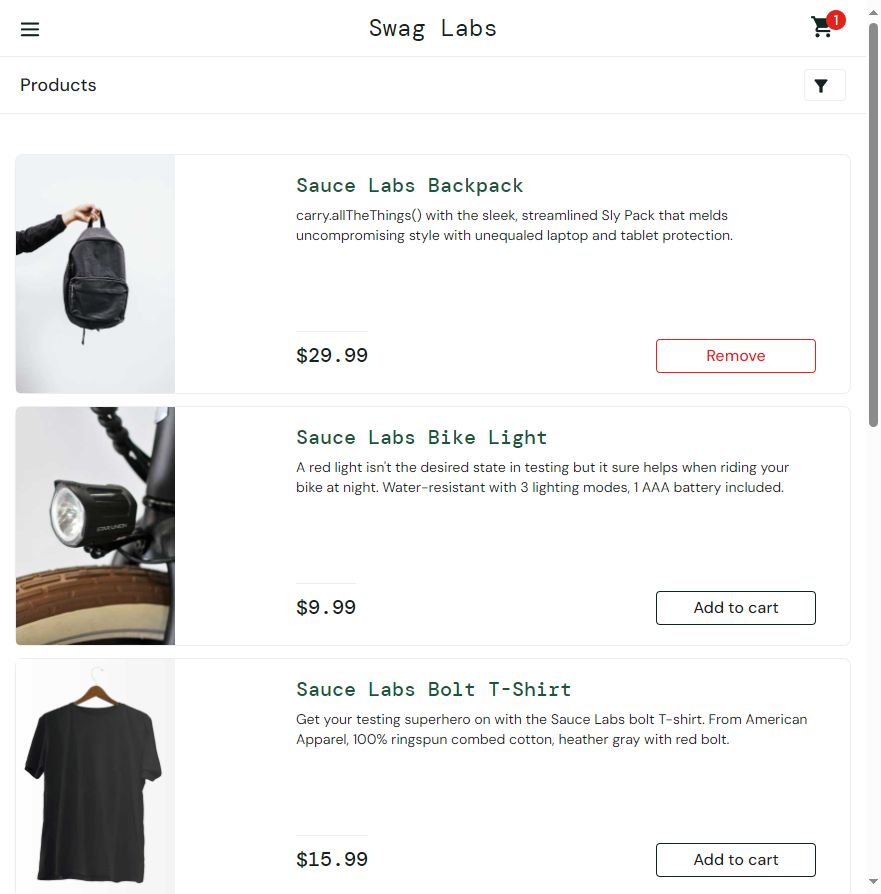 Swag Labs
1
Products
Sauce Labs Backpack
carry.allTheThings() with the sleek, streamlined Sly Pack that melds
uncompromising style with unequaled laptop and tablet protection.
$29.99
Remove
Sauce Labs Bike Light
A red light isn't the desired state in testing but it sure helps when riding your
bike at night. Water-resistant with 3 lighting modes, 1 AAA battery included.
$9.99
Add to cart
Sauce Labs Bolt T-Shirt
Get your testing superhero on with the Sauce Labs bolt T-shirt. From American
Apparel, 100% ringspun combed cotton, heather gray with red bolt.
$15.99
Add to cart